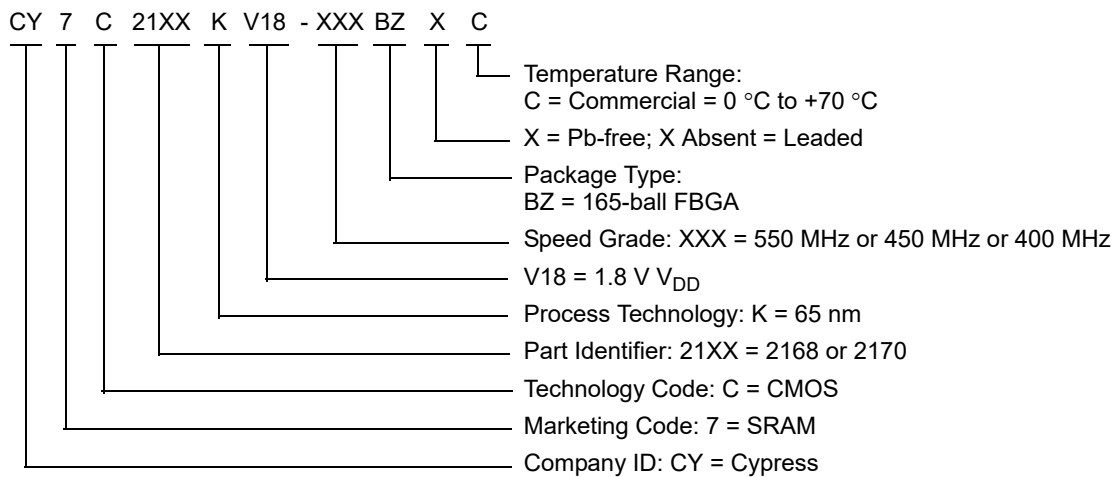 CY 7 C 21XX K V18 - XXX BZ X C
Temperature Range:
C = Commercial = 0 °C to +70 °C
X = Pb-free; X Absent = Leaded
Package Type:
BZ = 165-ball FBGA
Speed Grade: XXX = 550 MHz or 450 MHz or 400 MHz
V18 = 1.8 V VDD
Process Technology: K = 65 nm
Part Identifier: 21XX = 2168 or 2170
Technology Code: C = CMOS
Marketing Code: 7 = SRAM
Company ID: CY = Cypress